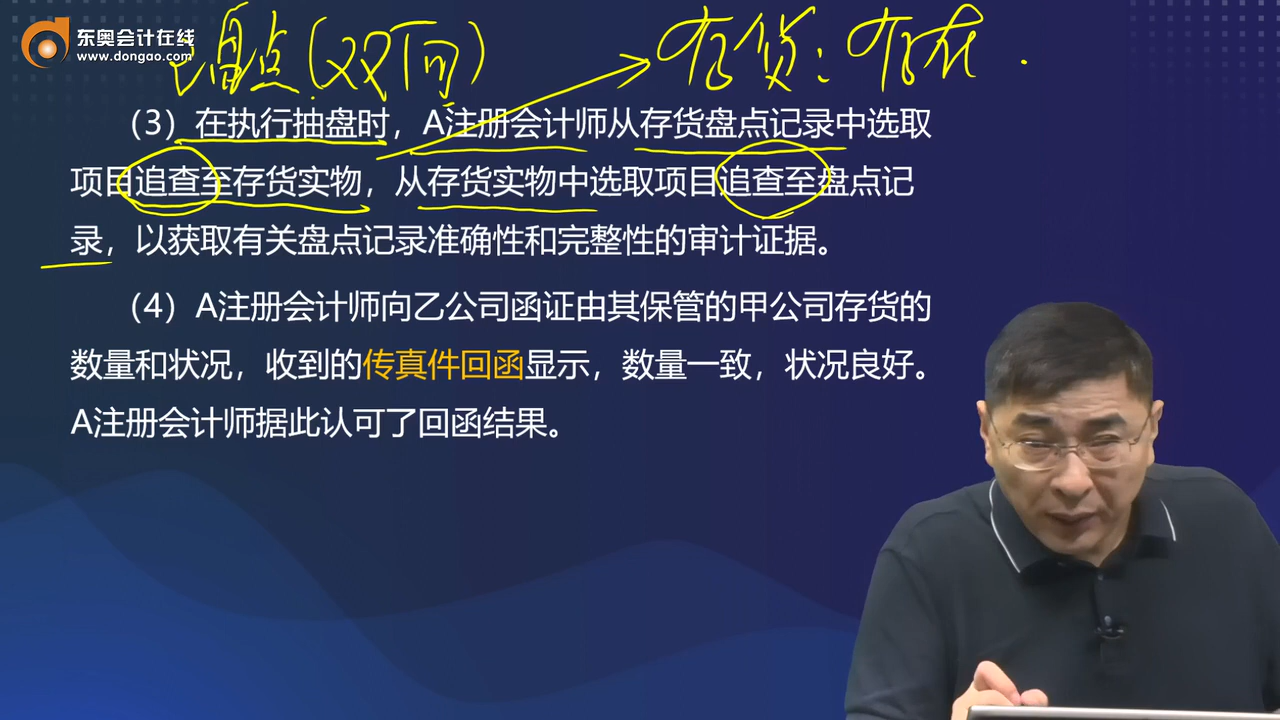 东奥会计在线
www.dongao.com
盘点（双向） 存货：存在.
（3）在执行抽盘时，A注册会计师从存货盘点记录中选取
项目追查至存货实物，从存货实物中选取项目追查至盘点记
录，以获取有关盘点记录准确性和完整性的审计证据。
（4）A注册会计师向乙公司函证由其保管的甲公司存货的
数量和状况，收到的传真件回函显示，数量一致，状况良好。
A注册会计师据此认可了回函结果。